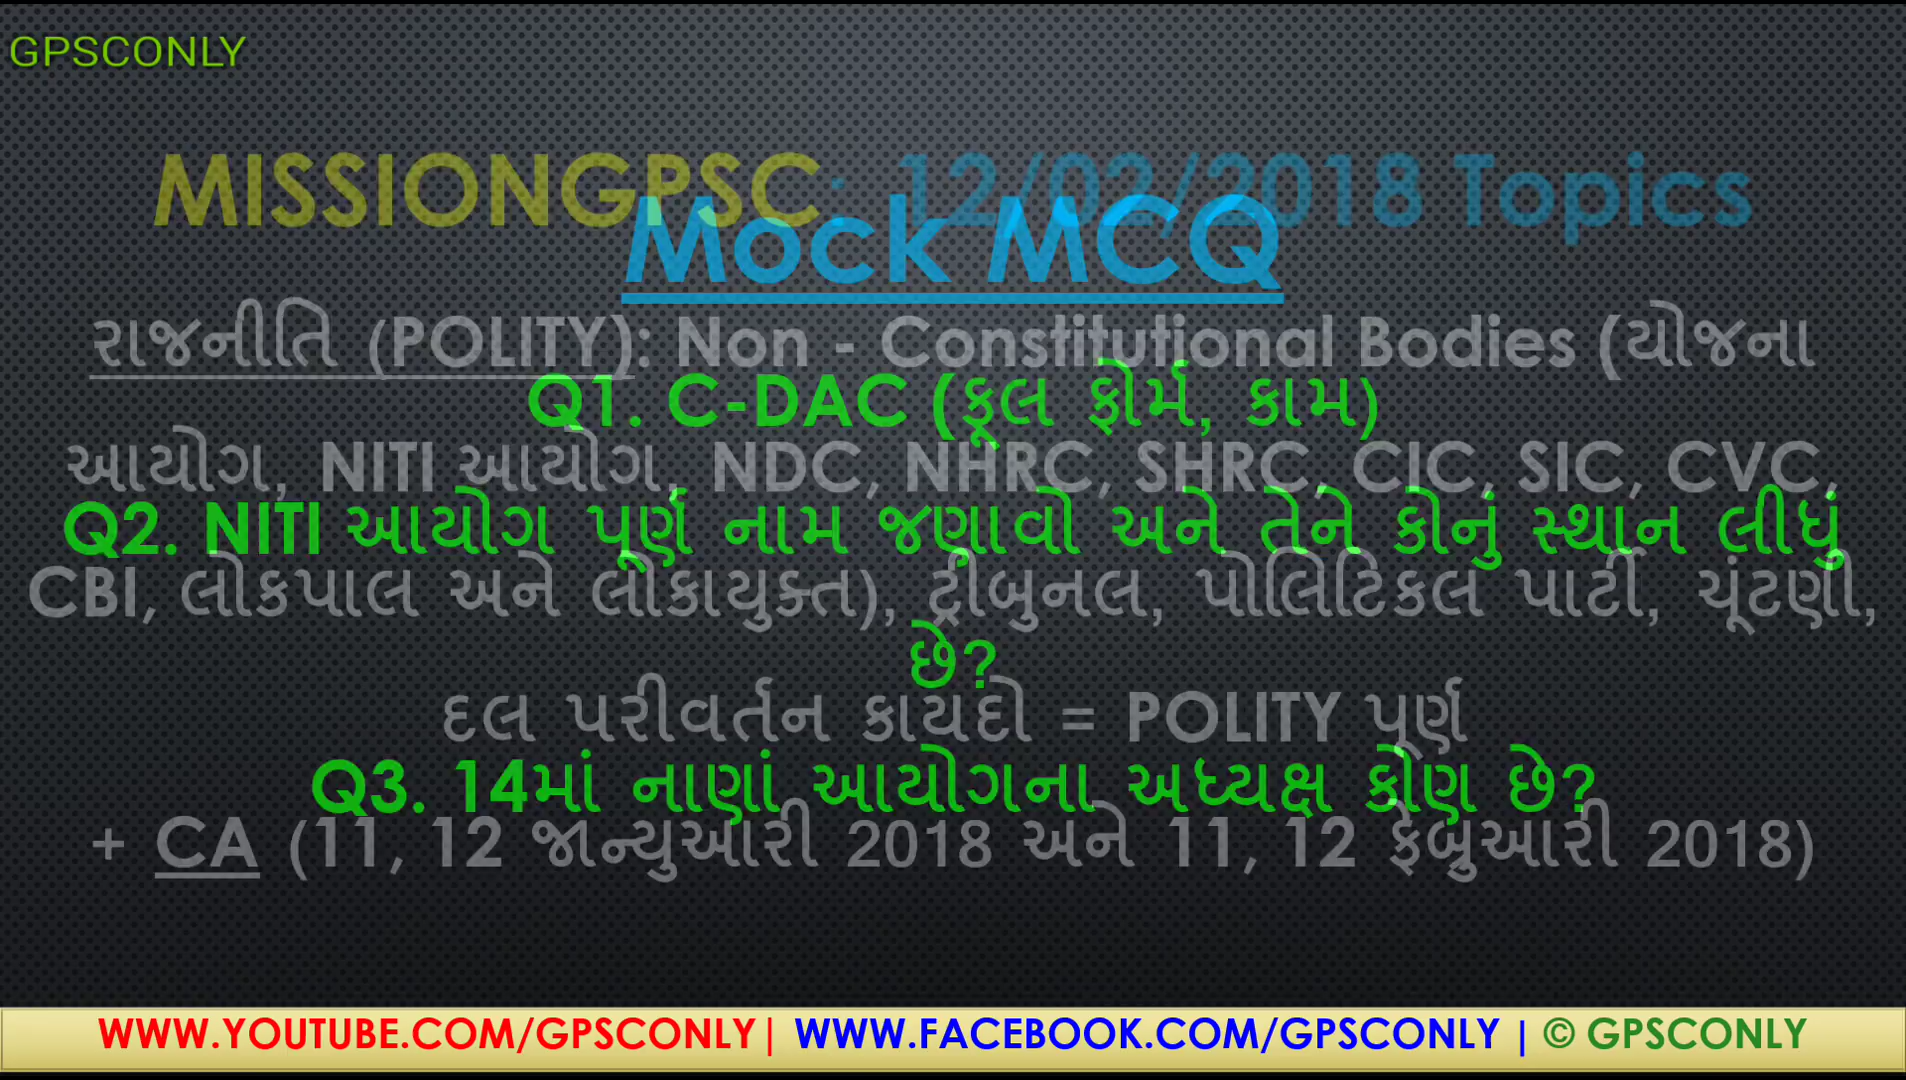 GPSCONLY
MISSIONGPSC: 12/02/2018 Topics
Mock MCQ
રાજનીતિ (POLITY): Non - Constitutional Bodies (યોજના
Q1. C-DAC (ફૂલ ફોર્મ, કામ)
આયોગ, NITI આયોગ, NDC, NHRC, SHRC, CIC, SIC, CVC,
Q2. NITI આયોગ પૂર્ણ નામ જણાવો અને તેને કોનું સ્થાન લીધું
CBI, લોકપાલ અને લોકાયુક્ત), ટ્રીબુનલ, પોલિટિકલ પાર્ટી, ચૂંટણી,
છે?
દલ પરીવર્તન કાયદો = POLITY પૂર્ણ
Q3. 14માં નાણાં આયોગના અધ્યક્ષ કોણ છે?
+ CA (11, 12 જાન્યુઆરી 2018 અને 11, 12 ફેબ્રુઆરી 2018)
WWW.YOUTUBE.COM/GPSCONLY| WWW.FACEBOOK.COM/GPSCONLY | © GPSCONLY